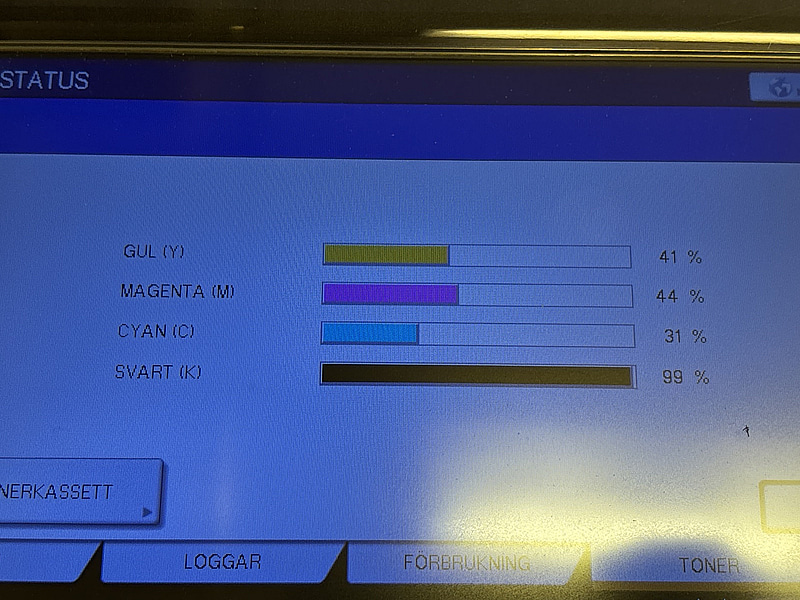 STATUS
GUL (Y) 41 %
MAGENTA (M) 44 %
CYAN (C) 31 %
SVART (K) 99 %
NERKASSETT
LOGGAR FÖRBRUKNING TONER